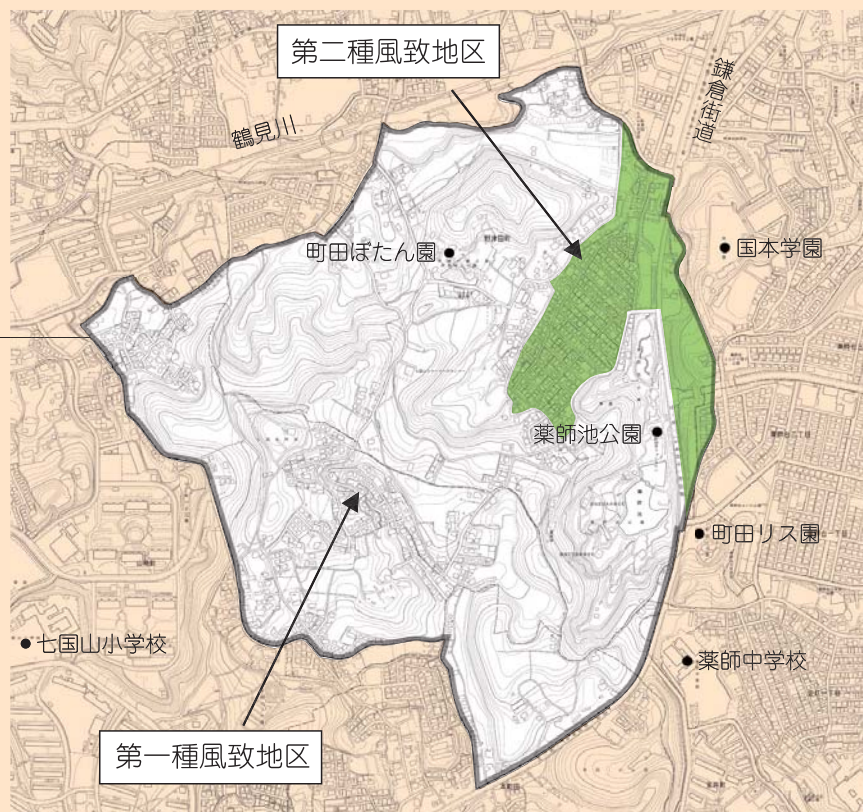 第二種風致地区
鎌倉街道
鶴見川
町田ぼたん園
国本学園
薬師池公園
町田リス園
七国山小学校
薬師中学校
第一種風致地区